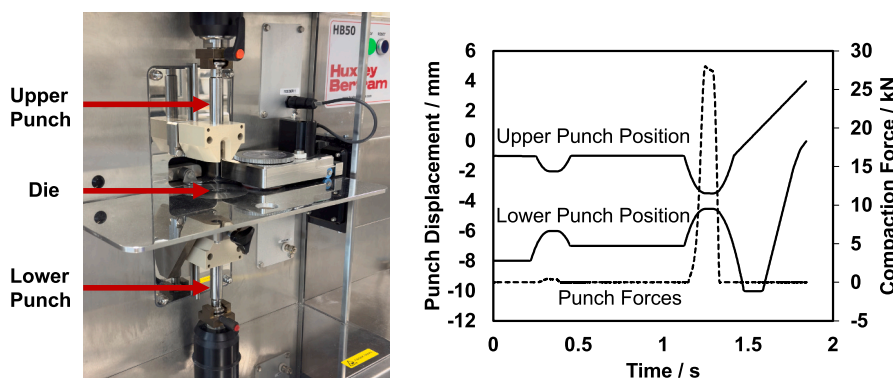 Upper
Punch
Die
Lower
Punch
HB50
Huxley
Bertram
Punch Displacement / mm
6
4
2
0
-2
-4
-6
-8
-10
-12
Upper Punch Position
Lower Punch Position
Punch Forces
30
25
20
15
10
5
0
-5
Compaction Force / kN
0
0.5
1
1.5
2
Time / s